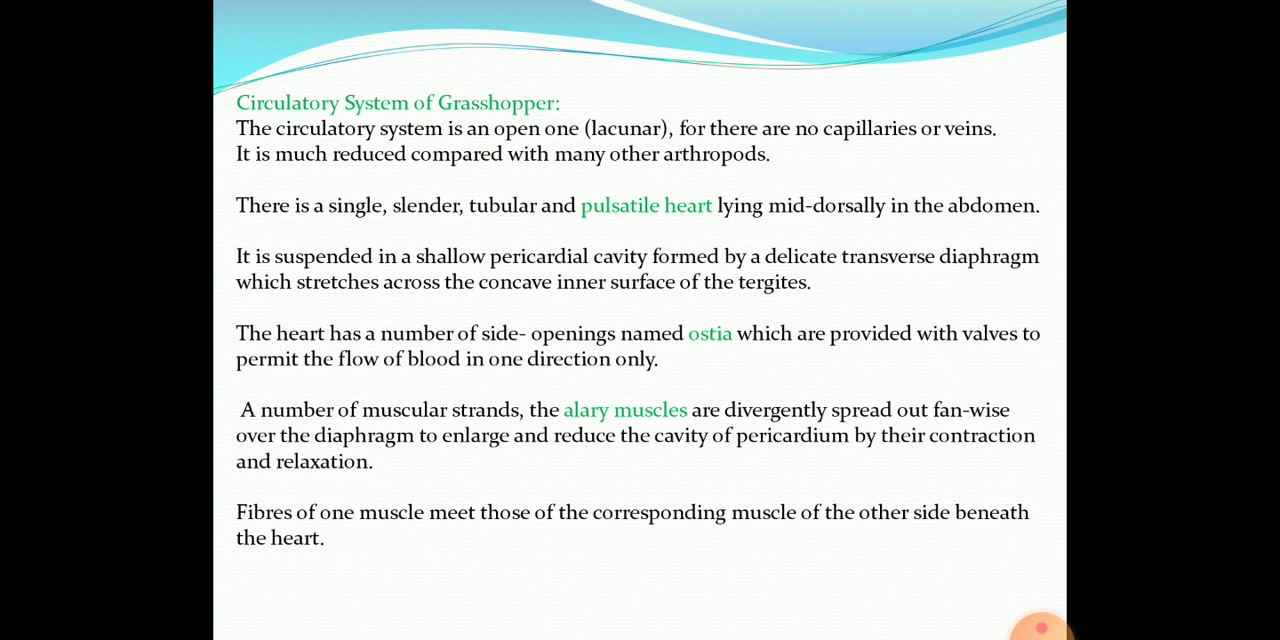 Circulatory System of Grasshopper:
The circulatory system is an open one (lacunar), for there are no capillaries or veins.
It is much reduced compared with many other arthropods.
There is a single, slender, tubular and pulsatile heart lying mid-dorsally in the abdomen.
It is suspended in a shallow pericardial cavity formed by a delicate transverse diaphragm
which stretches across the concave inner surface of the tergites.
The heart has a number of side- openings named ostia which are provided with valves to
permit the flow of blood in one direction only.
A number of muscular strands, the alary muscles are divergently spread out fan-wise
over the diaphragm to enlarge and reduce the cavity of pericardium by their contraction
and relaxation.
Fibres of one muscle meet those of the corresponding muscle of the other side beneath
the heart.